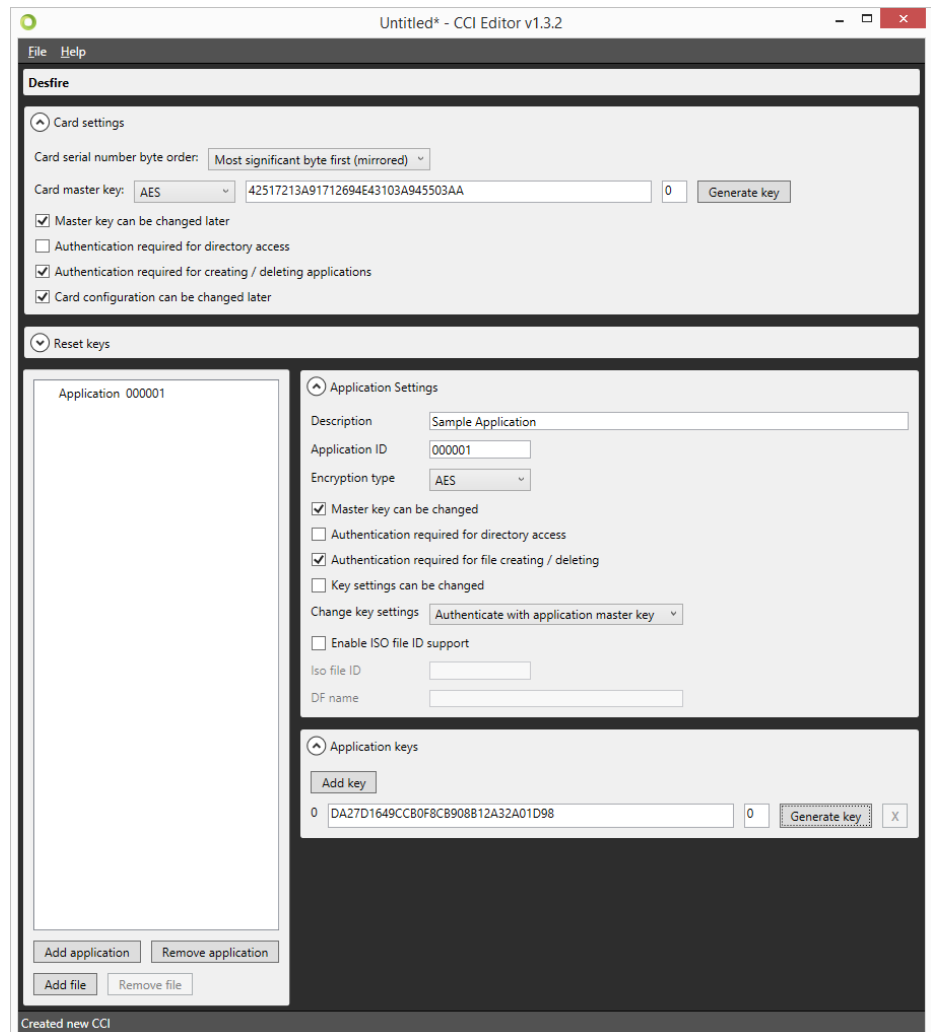 Untitled* - CCI Editor v1.3.2
File Help
Desfire
Card settings
Card serial number byte order: Most significant byte first (mirrored)
Card master key: AES 42517213A91712694E43103A945503AA 0 Generate key
Master key can be changed later
Authentication required for directory access
Authentication required for creating / deleting applications
Card configuration can be changed later
Reset keys
Application 000001
Add application Remove application
Add file Remove file
Application Settings
Description Sample Application
Application ID 000001
Encryption type AES
Master key can be changed
Authentication required for directory access
Authentication required for file creating / deleting
Key settings can be changed
Change key settings Authenticate with application master key
Enable ISO file ID support
Iso file ID
DF name
Application keys
Add key
0 DA27D1649CCB0F8CB908B12A32A01D98 0 Generate key X
Created new CCI